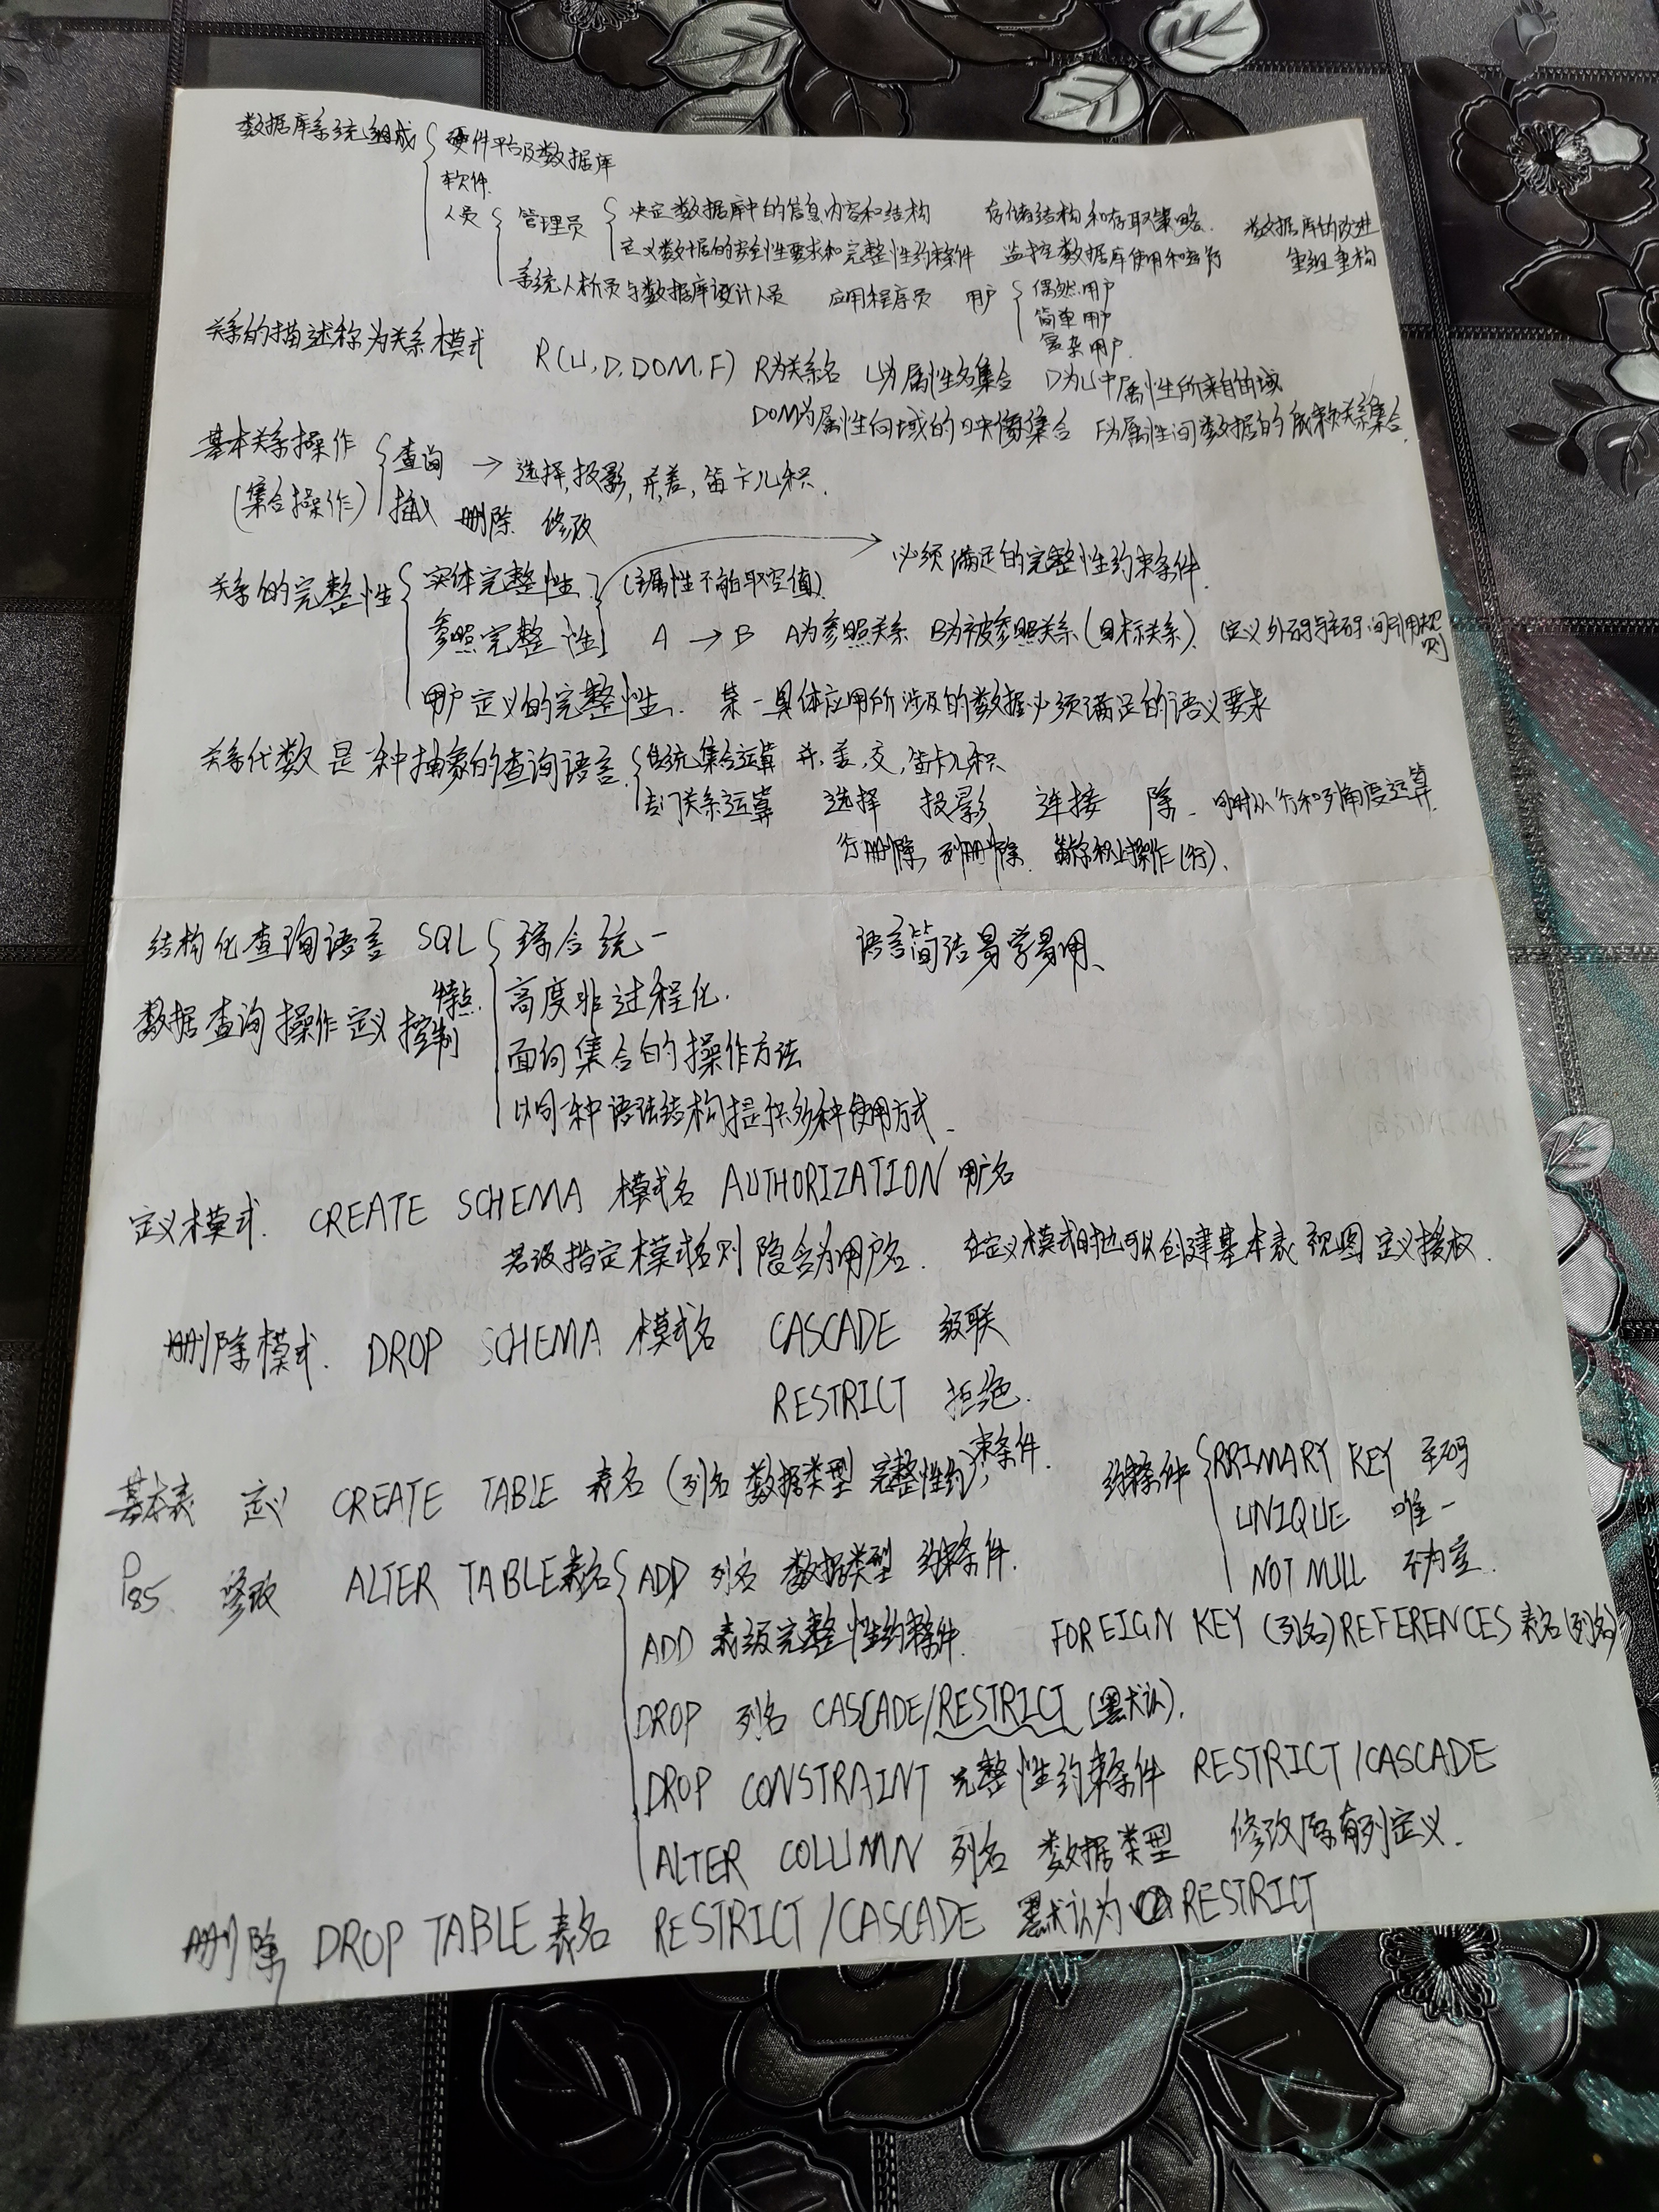 数据库系统组成 硬件平台及数据库
软件
人员 管理员 决定数据库中的信息内容和结构 存储结构和存取策略 数据库的改进
定义数据的安全性要求和完整性约束条件 监控数据库使用和运行 重组重构
系统分析员与数据库设计人员 应用程序员 用户 偶然用户
简单用户
复杂用户
关系的描述称为关系模式 R(U,D,DOM,F) R为关系名 U为属性名集合 D为U中属性所来自的域
DOM为属性向域的映像集合 F为属性间数据的依赖关系集合
基本关系操作 查询 → 选择,投影,并,差,笛卡儿积
(集合操作) 插入 删除 修改
关系的完整性 实体完整性 (主属性不能取空值) 必须满足的完整性约束条件
参照完整性 A → B A为参照关系 B为被参照关系(目标关系) (定义外码与主码间引用规则
用户定义的完整性. 某一具体应用所涉及的数据必须满足的语义要求
关系代数是一种抽象的查询语言 集合运算 并,差,交,笛卡儿积
专门关系运算 选择 投影 连接 除 - 同时从行和列角度运算
行删除 列删除 操作(行)
结构化查询语言 SQL 综合统一 语言简洁易学易用
数据查询操作定义控制 特点 高度非过程化
面向集合的操作方法
以同一种语法结构提供多种使用方式
定义模式 CREATE SCHEMA 模式名 AUTHORIZATION 用户名
若没指定模式名则隐含为用户名 在定义模式时也可以创建基本表 视图 定义授权
删除模式. DROP SCHEMA 模式名 CASCADE 级联
RESTRICT 拒绝
基本表 定义 CREATE TABLE 表名 (列名 数据类型 完整性约束条件 约束条件 PRIMARY KEY 主码
UNIQUE 唯一
P85 修改 ALTER TABLE 表名 ADD 列名 数据类型 约束条件. NOT NULL 不为空
ADD 表级完整性约束条件 FOREIGN KEY (列名) REFERENCES 表名(列名)
DROP 列名 CASCADE/RESTRICT (默认).
DROP CONSTRAINT 完整性约束条件 RESTRICT/CASCADE
ALTER COLUMN 列名 数据类型 修改原有列定义.
删除 DROP TABLE 表名 RESTRICT/CASCADE 默认为 RESTRICT